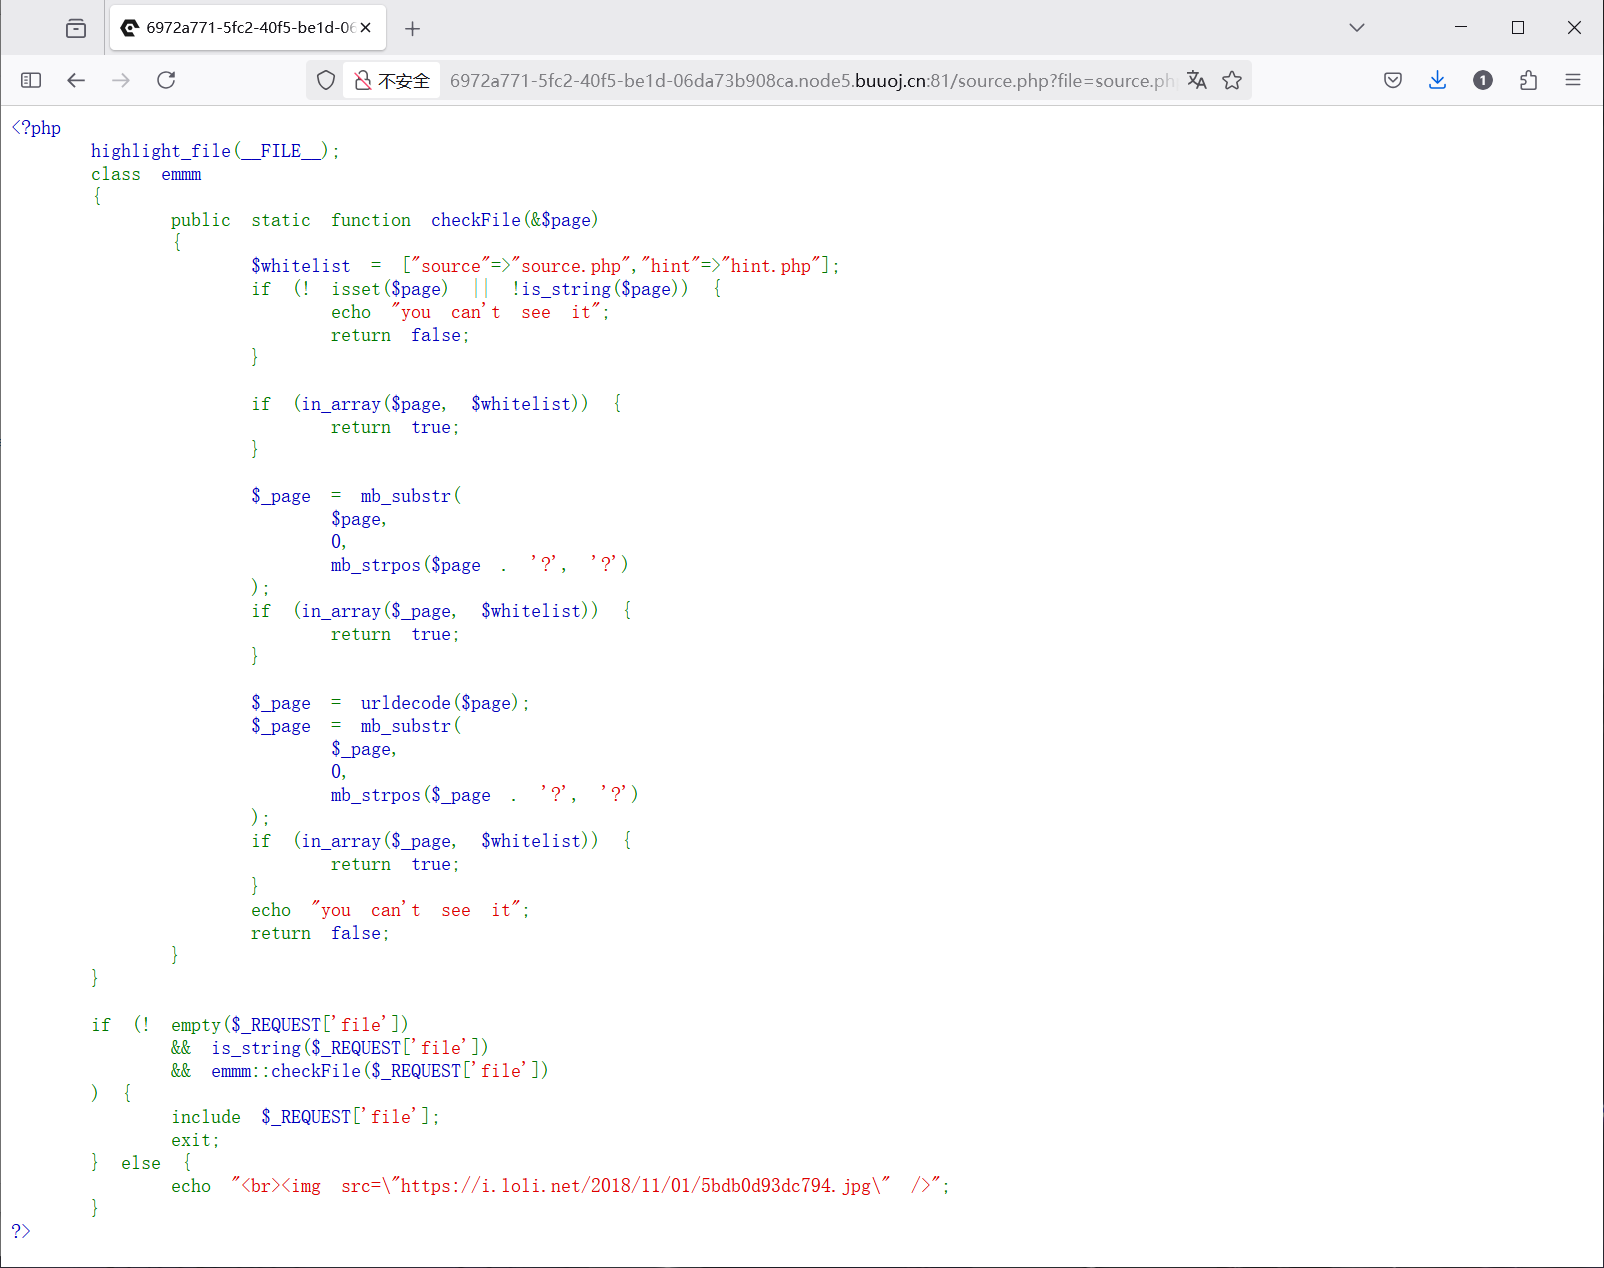 6972a771-5fc2-40f5-be1d-06
不安全
6972a771-5fc2-40f5-be1d-06da73b908ca.node5.buuoj.cn:81/source.php?file=source.ph
1
<?php
highlight_file(__FILE__);
class emmm
{
public static function checkFile(&$page)
{
$whitelist = ["source"=>"source.php","hint"=>"hint.php"];
if (! isset($page) || !is_string($page)) {
echo "you can't see it";
return false;
}
if (in_array($page, $whitelist)) {
return true;
}
$_page = mb_substr(
$page,
0,
mb_strpos($page . '?', '?')
);
if (in_array($_page, $whitelist)) {
return true;
}
$_page = urldecode($page);
$_page = mb_substr(
$_page,
0,
mb_strpos($_page . '?', '?')
);
if (in_array($_page, $whitelist)) {
return true;
}
echo "you can't see it";
return false;
}
}
if (! empty($_REQUEST['file'])
&& is_string($_REQUEST['file'])
&& emmm::checkFile($_REQUEST['file'])
) {
include $_REQUEST['file'];
exit;
} else {
echo "<br><img src=\"https://i.loli.net/2018/11/01/5bdb0d93dc794.jpg\" />";
}
?>